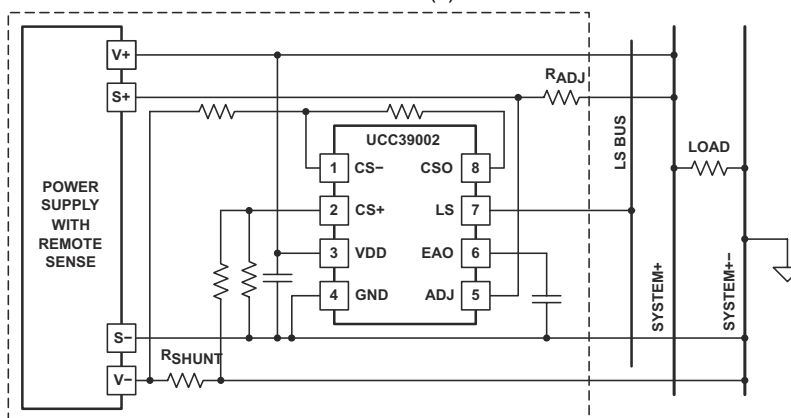 V+
S+
RADJ
UCC39002
1 CS− CSO 8
2 CS+ LS 7
3 VDD EAO 6
4 GND ADJ 5
POWER
SUPPLY
WITH
REMOTE
SENSE
LS BUS
LOAD
SYSTEM+
SYSTEM+−
S−
RSHUNT
V−